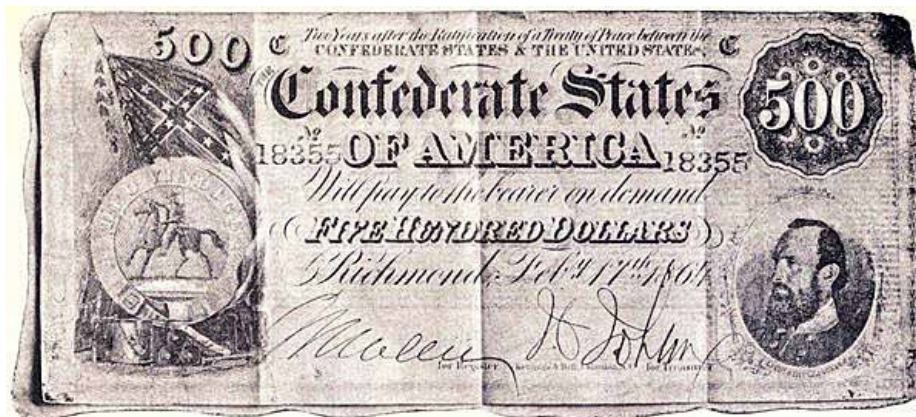 500 C Two Years after the Ratification of a Treaty of Peace between the C
CONFEDERATE STATES & THE UNITED STATES,
THE
Confederate States
500
No No
18355 OF AMERICA 18355
Will pay to the bearer on demand
FIVE HUNDRED DOLLARS
Richmond, Feby. 17th 1864
for Register for Treasurer